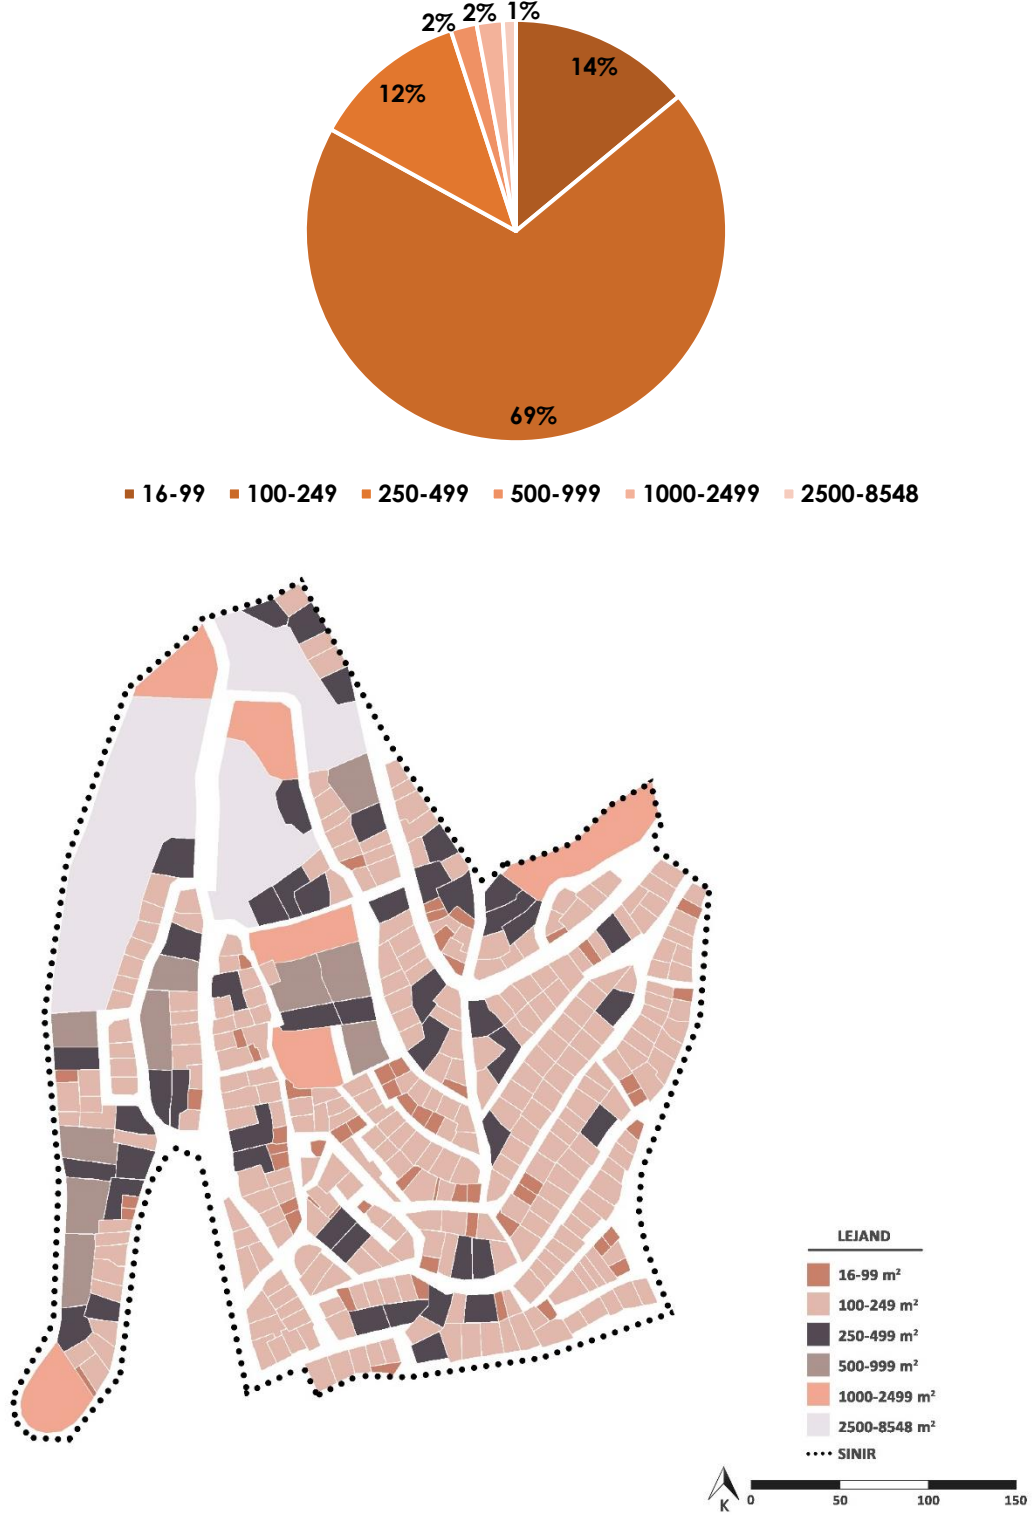 2% 2% 1%
14%
12%
69%
16-99 100-249 250-499 500-999 1000-2499 2500-8548
LEJAND
16-99 m²
100-249 m²
250-499 m²
500-999 m²
1000-2499 m²
2500-8548 m²
SINIR
K
0 50 100 150